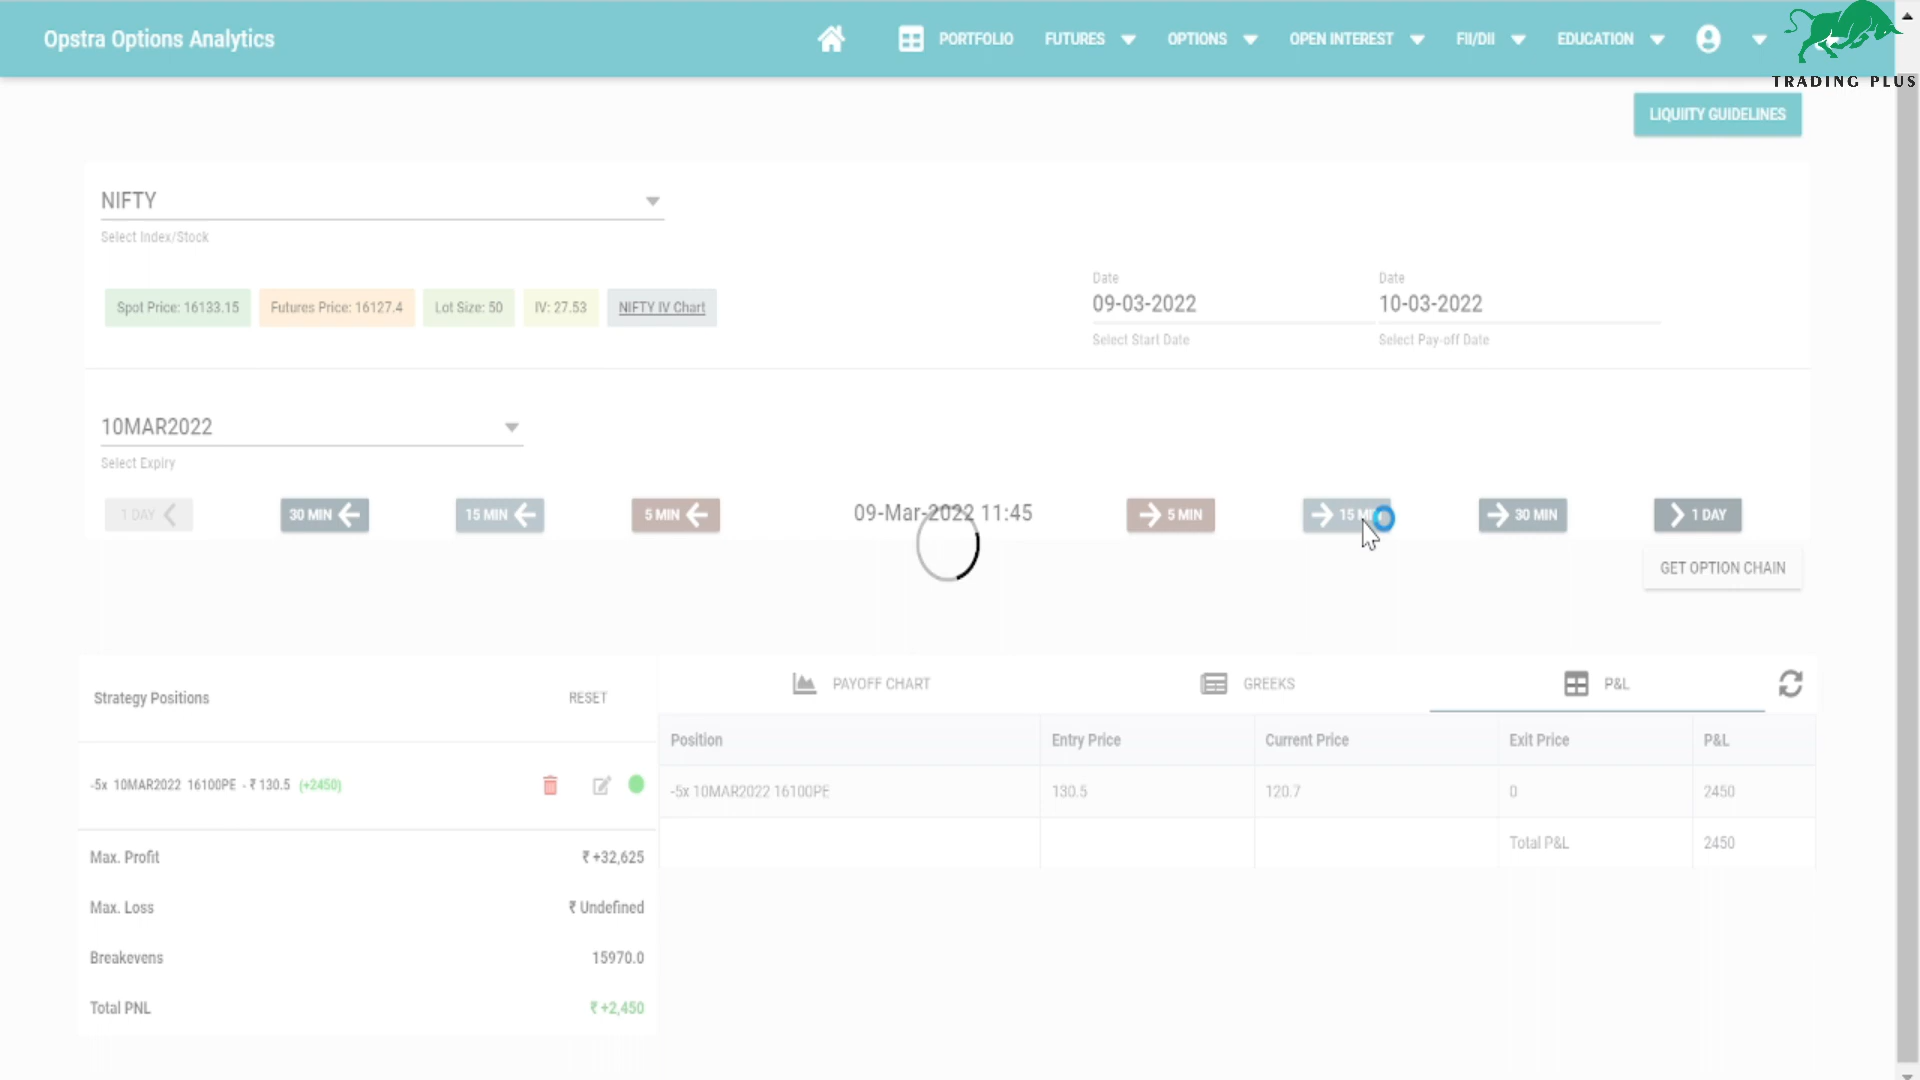 Opstra Options Analytics
PORTFOLIO
FUTURES
OPTIONS
OPEN INTEREST
FII/DII
EDUCATION
TRADING PLUS
LIQUIITY GUIDELINES
NIFTY
Select Index/Stock
Spot Price: 16133.15
Futures Price: 16127.4
Lot Size: 50
IV: 27.53
NIFTY IV Chart
Date
09-03-2022
Select Start Date
Date
10-03-2022
Select Pay-off Date
10MAR2022
Select Expiry
1 DAY
30 MIN
15 MIN
5 MIN
09-Mar-2022 11:45
5 MIN
15 MIN
30 MIN
1 DAY
GET OPTION CHAIN
Strategy Positions
RESET
-5x 10MAR2022 16100PE - ₹ 130.5 (+2450)
Max. Profit ₹ +32,625
Max. Loss ₹ Undefined
Breakevens 15970.0
Total PNL ₹ +2,450
PAYOFF CHART
GREEKS
P&L
Position Entry Price Current Price Exit Price P&L
-5x 10MAR2022 16100PE 130.5 120.7 0 2450
Total P&L 2450